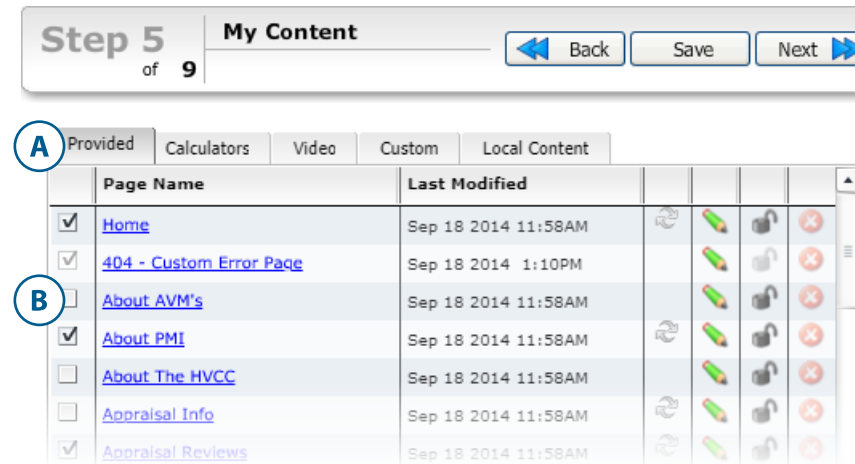 Step 5 of 9
My Content
Back Save Next
A
Provided Calculators Video Custom Local Content
Page Name Last Modified
Home Sep 18 2014 11:58AM
404 - Custom Error Page Sep 18 2014 1:10PM
B
About AVM's Sep 18 2014 11:58AM
About PMI Sep 18 2014 11:58AM
About The HVCC Sep 18 2014 11:58AM
Appraisal Info Sep 18 2014 11:58AM
Appraisal Reviews Sep 18 2014 11:58AM